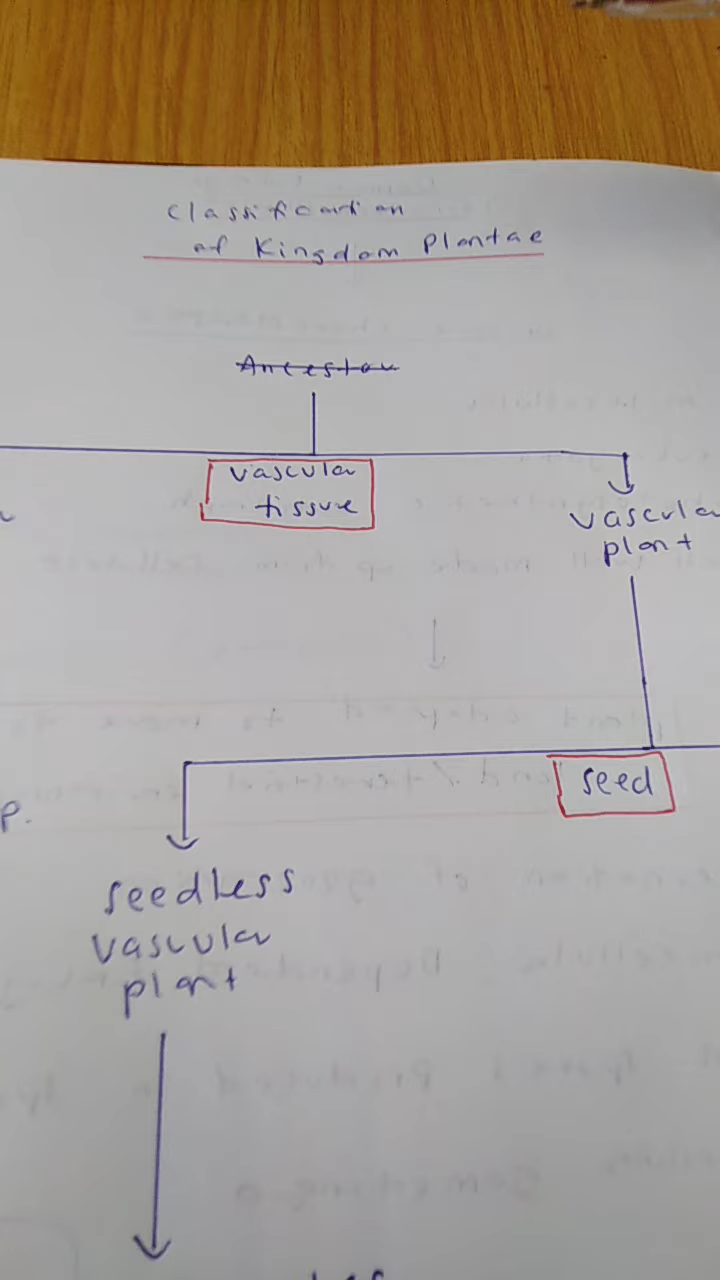 Classification
of Kingdom Plantae
Ancestor
vascular
tissue
vascular
plant
seed
P.
seedless
vascular
plant